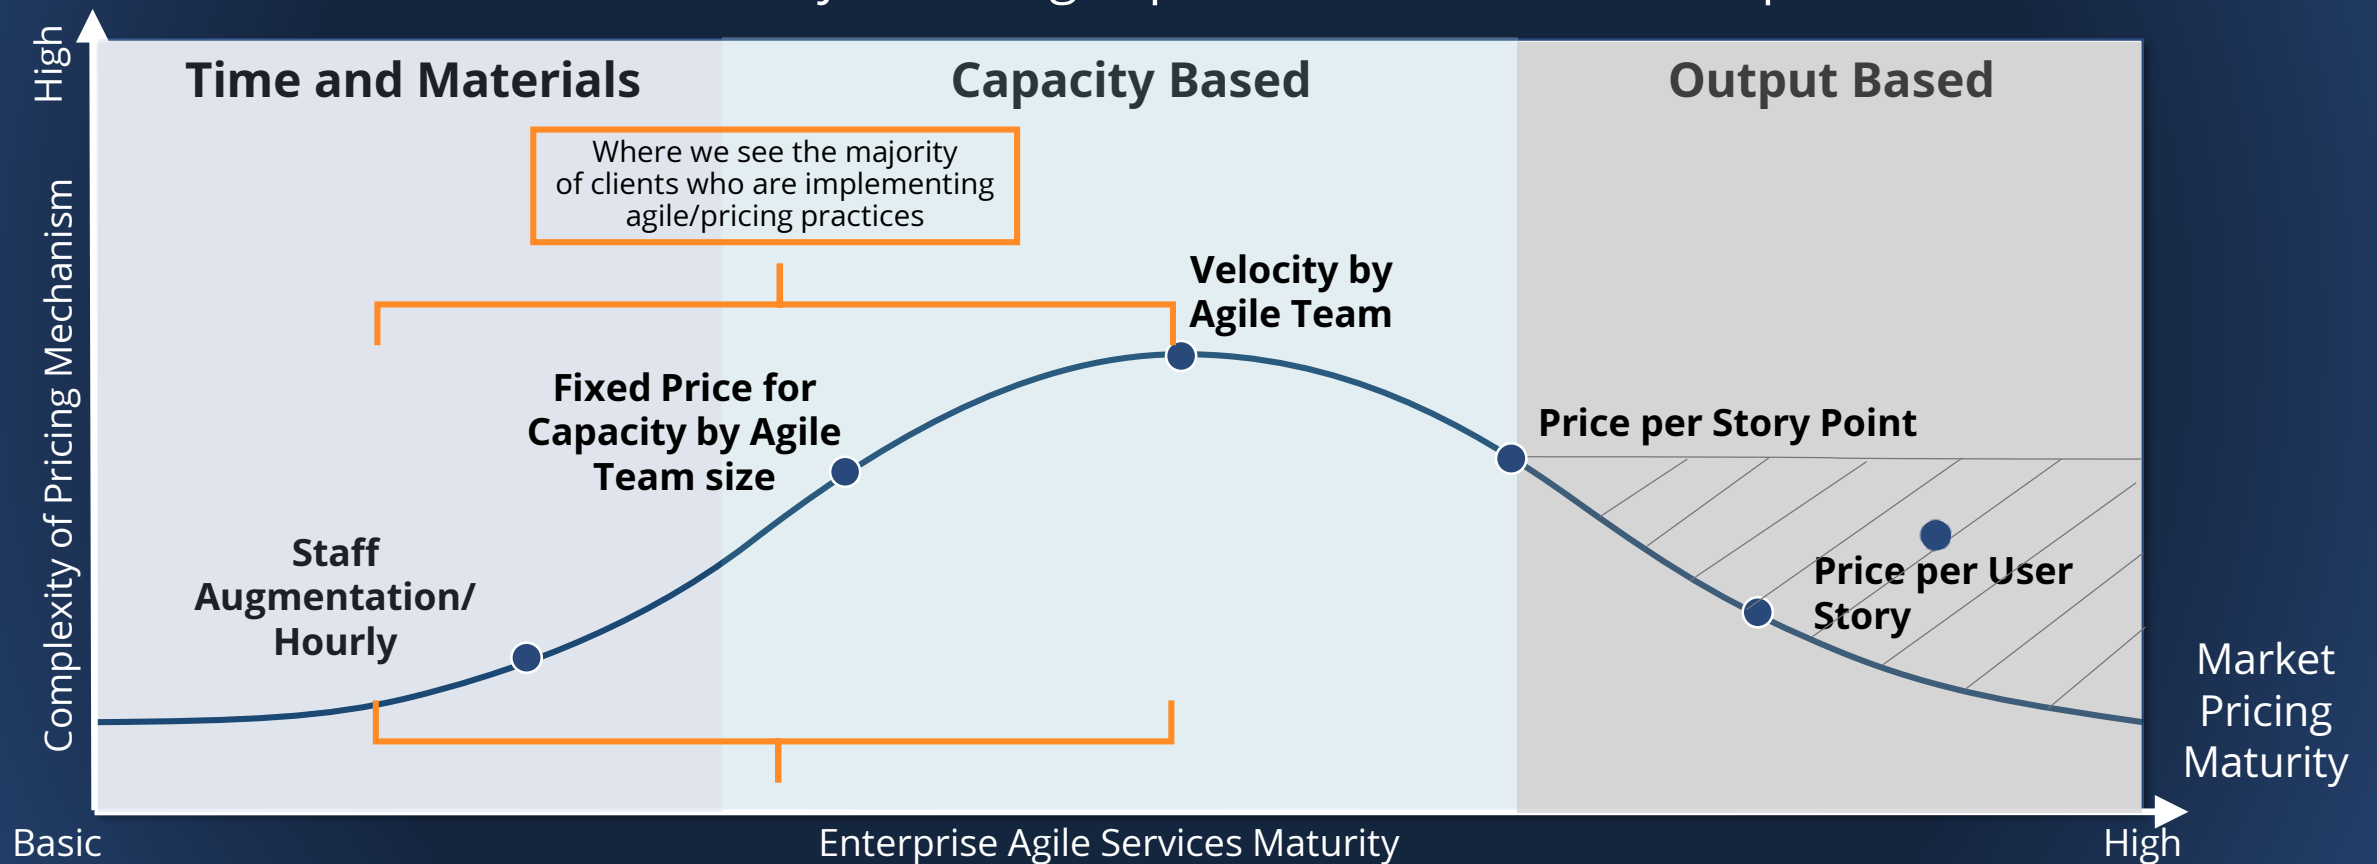 High
Complexity of Pricing Mechanism
Time and Materials
Capacity Based
Output Based
Where we see the majority
of clients who are implementing
agile/pricing practices
Velocity by
Agile Team
Fixed Price for
Capacity by Agile
Team size
Price per Story Point
Staff
Augmentation/
Hourly
Price per User
Story
Market
Pricing
Maturity
Basic
Enterprise Agile Services Maturity
High